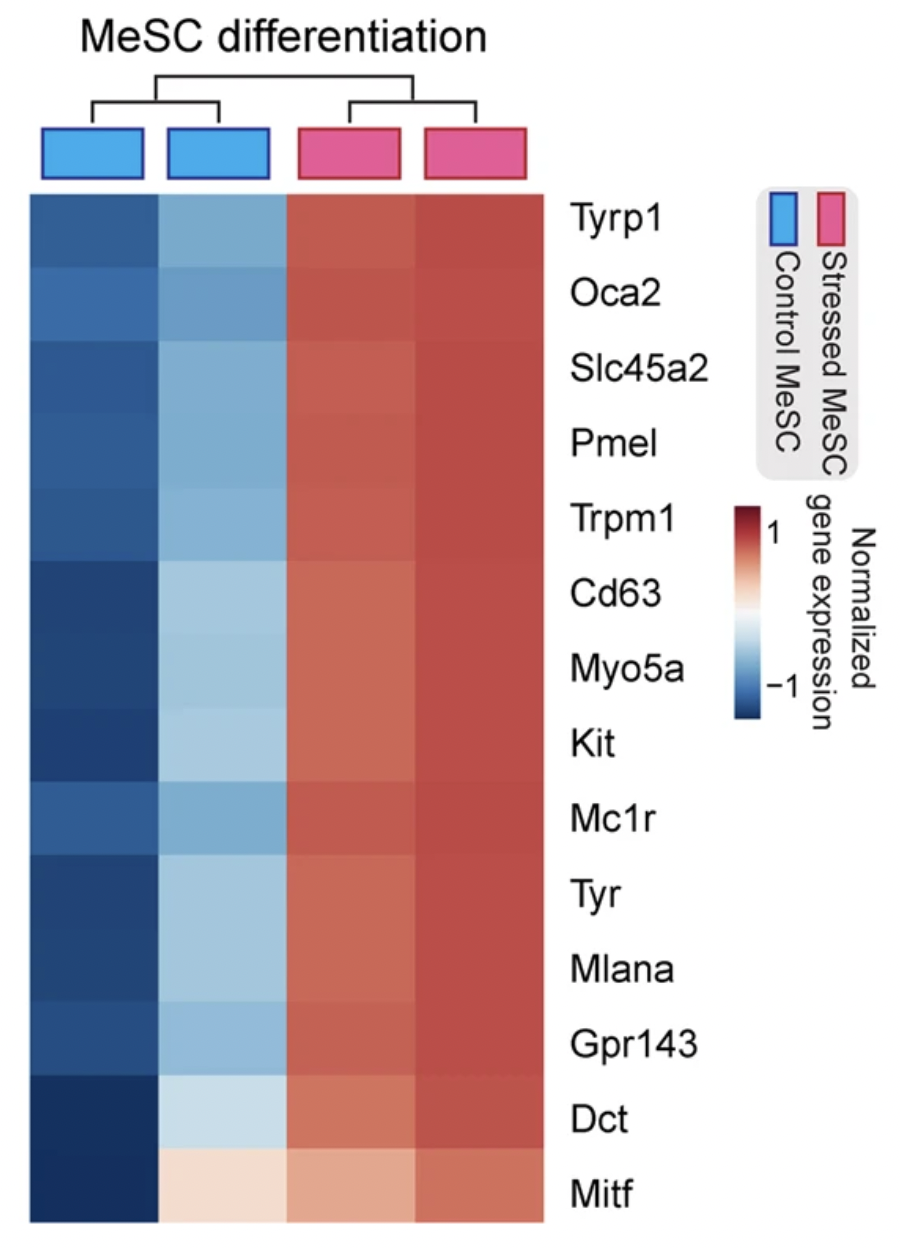 MeSC differentiation
Tyrp1
Oca2
Slc45a2
Pmel
Trpm1
Cd63
Myo5a
Kit
Mc1r
Tyr
Mlana
Gpr143
Dct
Mitf
Stressed MeSC
Control MeSC
Normalized
gene expression
1
−1